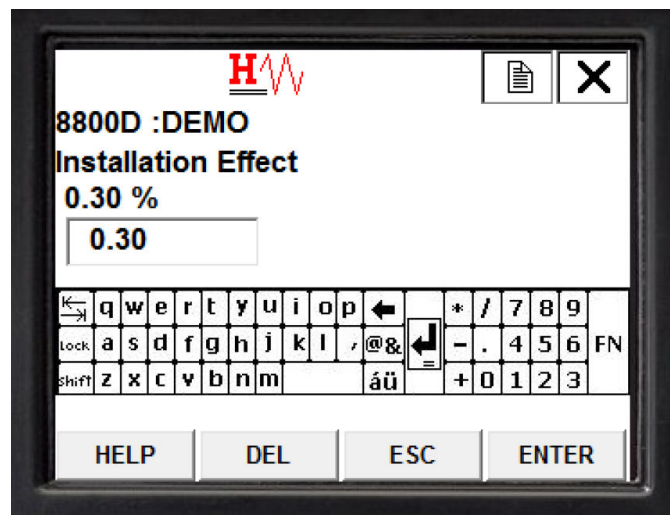 H
8800D :DEMO
Installation Effect
0.30 %
0.30
q w e r t y u i o p * / 7 8 9
Lock a s d f g h j k l , @& - . 4 5 6 FN
Shift z x c v b n m áü = + 0 1 2 3
HELP DEL ESC ENTER